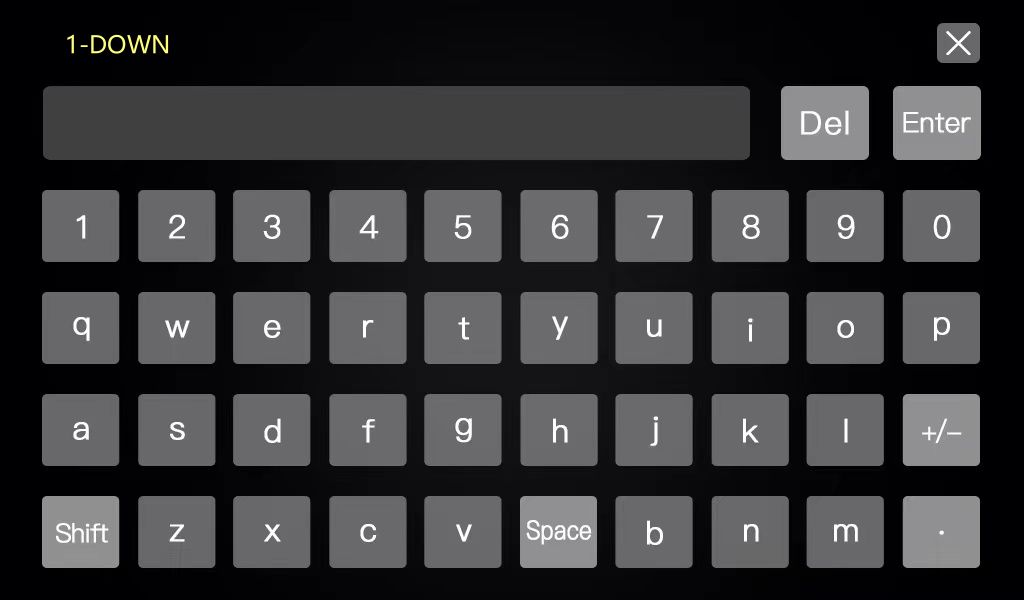 1-DOWN
Del Enter
1 2 3 4 5 6 7 8 9 0
q w e r t y u i o p
a s d f g h j k l +/−
Shift z x c v Space b n m ·